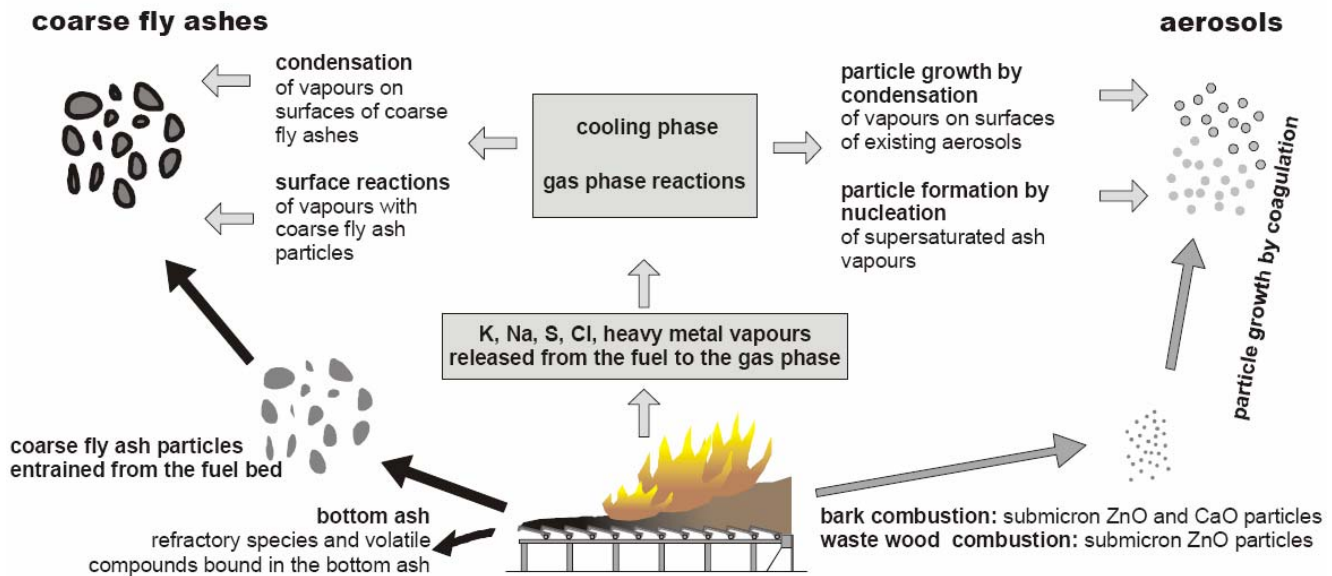 coarse fly ashes
aerosols
condensation
of vapours on
surfaces of coarse
fly ashes
surface reactions
of vapours with
coarse fly ash
particles
cooling phase
gas phase reactions
particle growth by
condensation
of vapours on surfaces
of existing aerosols
particle formation by
nucleation
of supersaturated ash
vapours
particle growth by coagulation
K, Na, S, Cl, heavy metal vapours
released from the fuel to the gas phase
coarse fly ash particles
entrained from the fuel bed
bottom ash
refractory species and volatile
compounds bound in the bottom ash
bark combustion: submicron ZnO and CaO particles
waste wood combustion: submicron ZnO particles